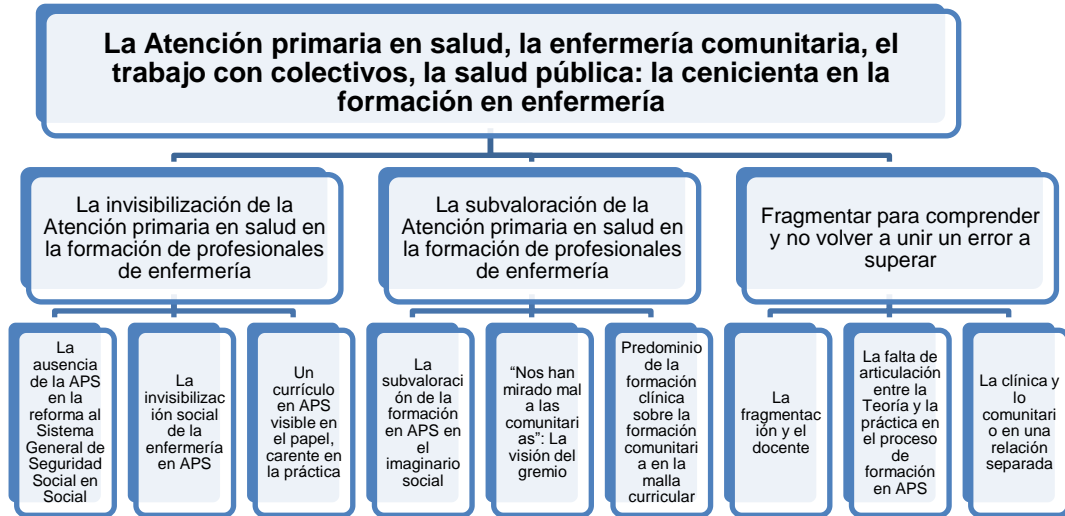 La Atención primaria en salud, la enfermería comunitaria, el
trabajo con colectivos, la salud pública: la cenicienta en la
formación en enfermería
La invisibilización de la
Atención primaria en salud en
la formación de profesionales
de enfermería
La subvaloración de la
Atención primaria en salud en
la formación de profesionales
de enfermería
Fragmentar para comprender
y no volver a unir un error a
superar
La
ausencia
de la APS
en la
reforma al
Sistema
General de
Seguridad
Social en
Social
La
invisibilizac
ión social
de la
enfermería
en APS
Un
currículo
en APS
visible en
el papel,
carente en
la práctica
La
subvaloraci
ón de la
formación
en APS en
el
imaginario
social
“Nos han
mirado mal
a las
comunitari
as”: La
visión del
gremio
Predominio
de la
formación
clínica
sobre la
formación
comunitari
a en la
malla
curricular
La
fragmentac
ión y el
docente
La falta de
articulación
entre la
Teoría y la
práctica en
el proceso
de
formación
en APS
La clínica y
lo
comunitari
o en una
relación
separada